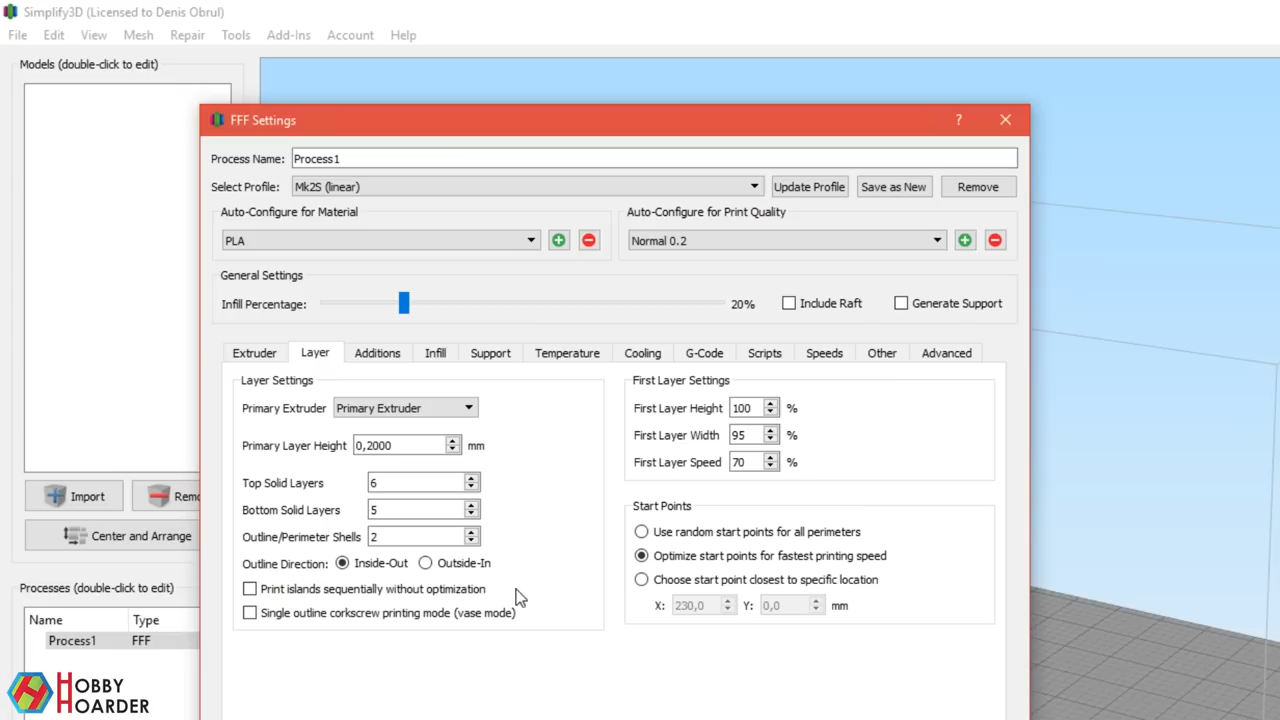 Simplify3D (Licensed to Denis Obrul)
File Edit View Mesh Repair Tools Add-Ins Account Help
Models (double-click to edit)
FFF Settings
?
Process Name: Process1
Select Profile: Mk2S (linear) Update Profile Save as New Remove
Auto-Configure for Material
PLA
Auto-Configure for Print Quality
Normal 0.2
General Settings
Infill Percentage: 20% Include Raft Generate Support
Extruder Layer Additions Infill Support Temperature Cooling G-Code Scripts Speeds Other Advanced
Layer Settings
Primary Extruder Primary Extruder
Primary Layer Height 0,2000 mm
Top Solid Layers 6
Bottom Solid Layers 5
Outline/Perimeter Shells 2
Outline Direction: Inside-Out Outside-In
Print islands sequentially without optimization
Single outline corkscrew printing mode (vase mode)
First Layer Settings
First Layer Height 100 %
First Layer Width 95 %
First Layer Speed 70 %
Start Points
Use random start points for all perimeters
Optimize start points for fastest printing speed
Choose start point closest to specific location
X: 230,0 Y: 0,0 mm
Import Remo
Center and Arrange
Processes (double-click to edit)
Name Type
Process1 FFF
HOBBY
HOARDER